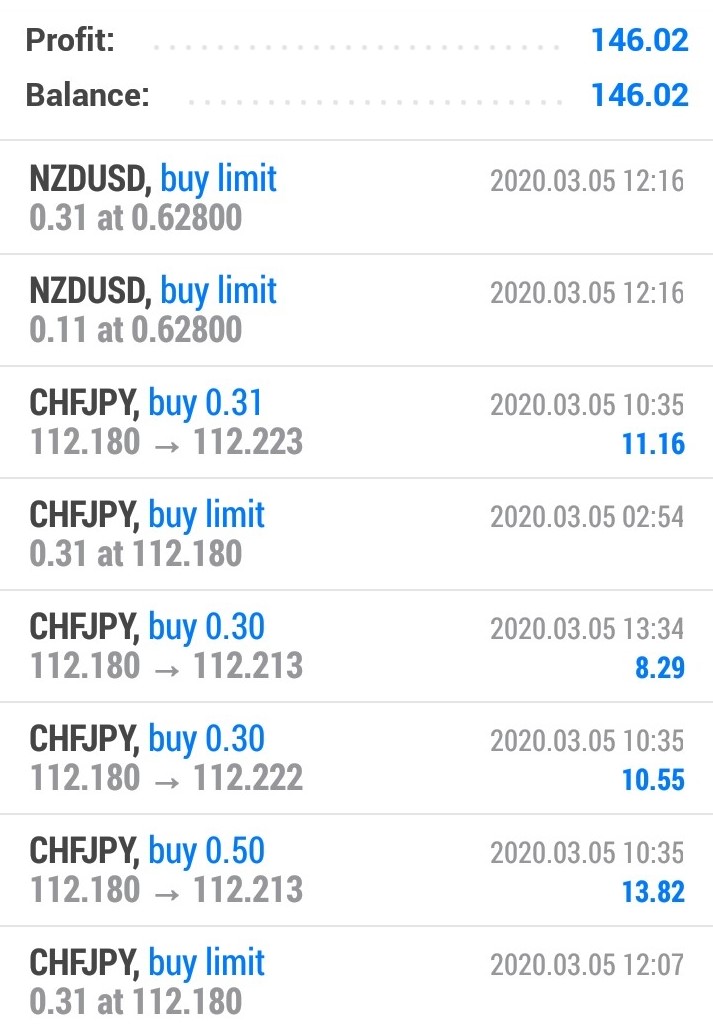 Profit: 146.02
Balance: 146.02
NZDUSD, buy limit 2020.03.05 12:16
0.31 at 0.62800
NZDUSD, buy limit 2020.03.05 12:16
0.11 at 0.62800
CHFJPY, buy 0.31 2020.03.05 10:35
112.180 → 112.223 11.16
CHFJPY, buy limit 2020.03.05 02:54
0.31 at 112.180
CHFJPY, buy 0.30 2020.03.05 13:34
112.180 → 112.213 8.29
CHFJPY, buy 0.30 2020.03.05 10:35
112.180 → 112.222 10.55
CHFJPY, buy 0.50 2020.03.05 10:35
112.180 → 112.213 13.82
CHFJPY, buy limit 2020.03.05 12:07
0.31 at 112.180